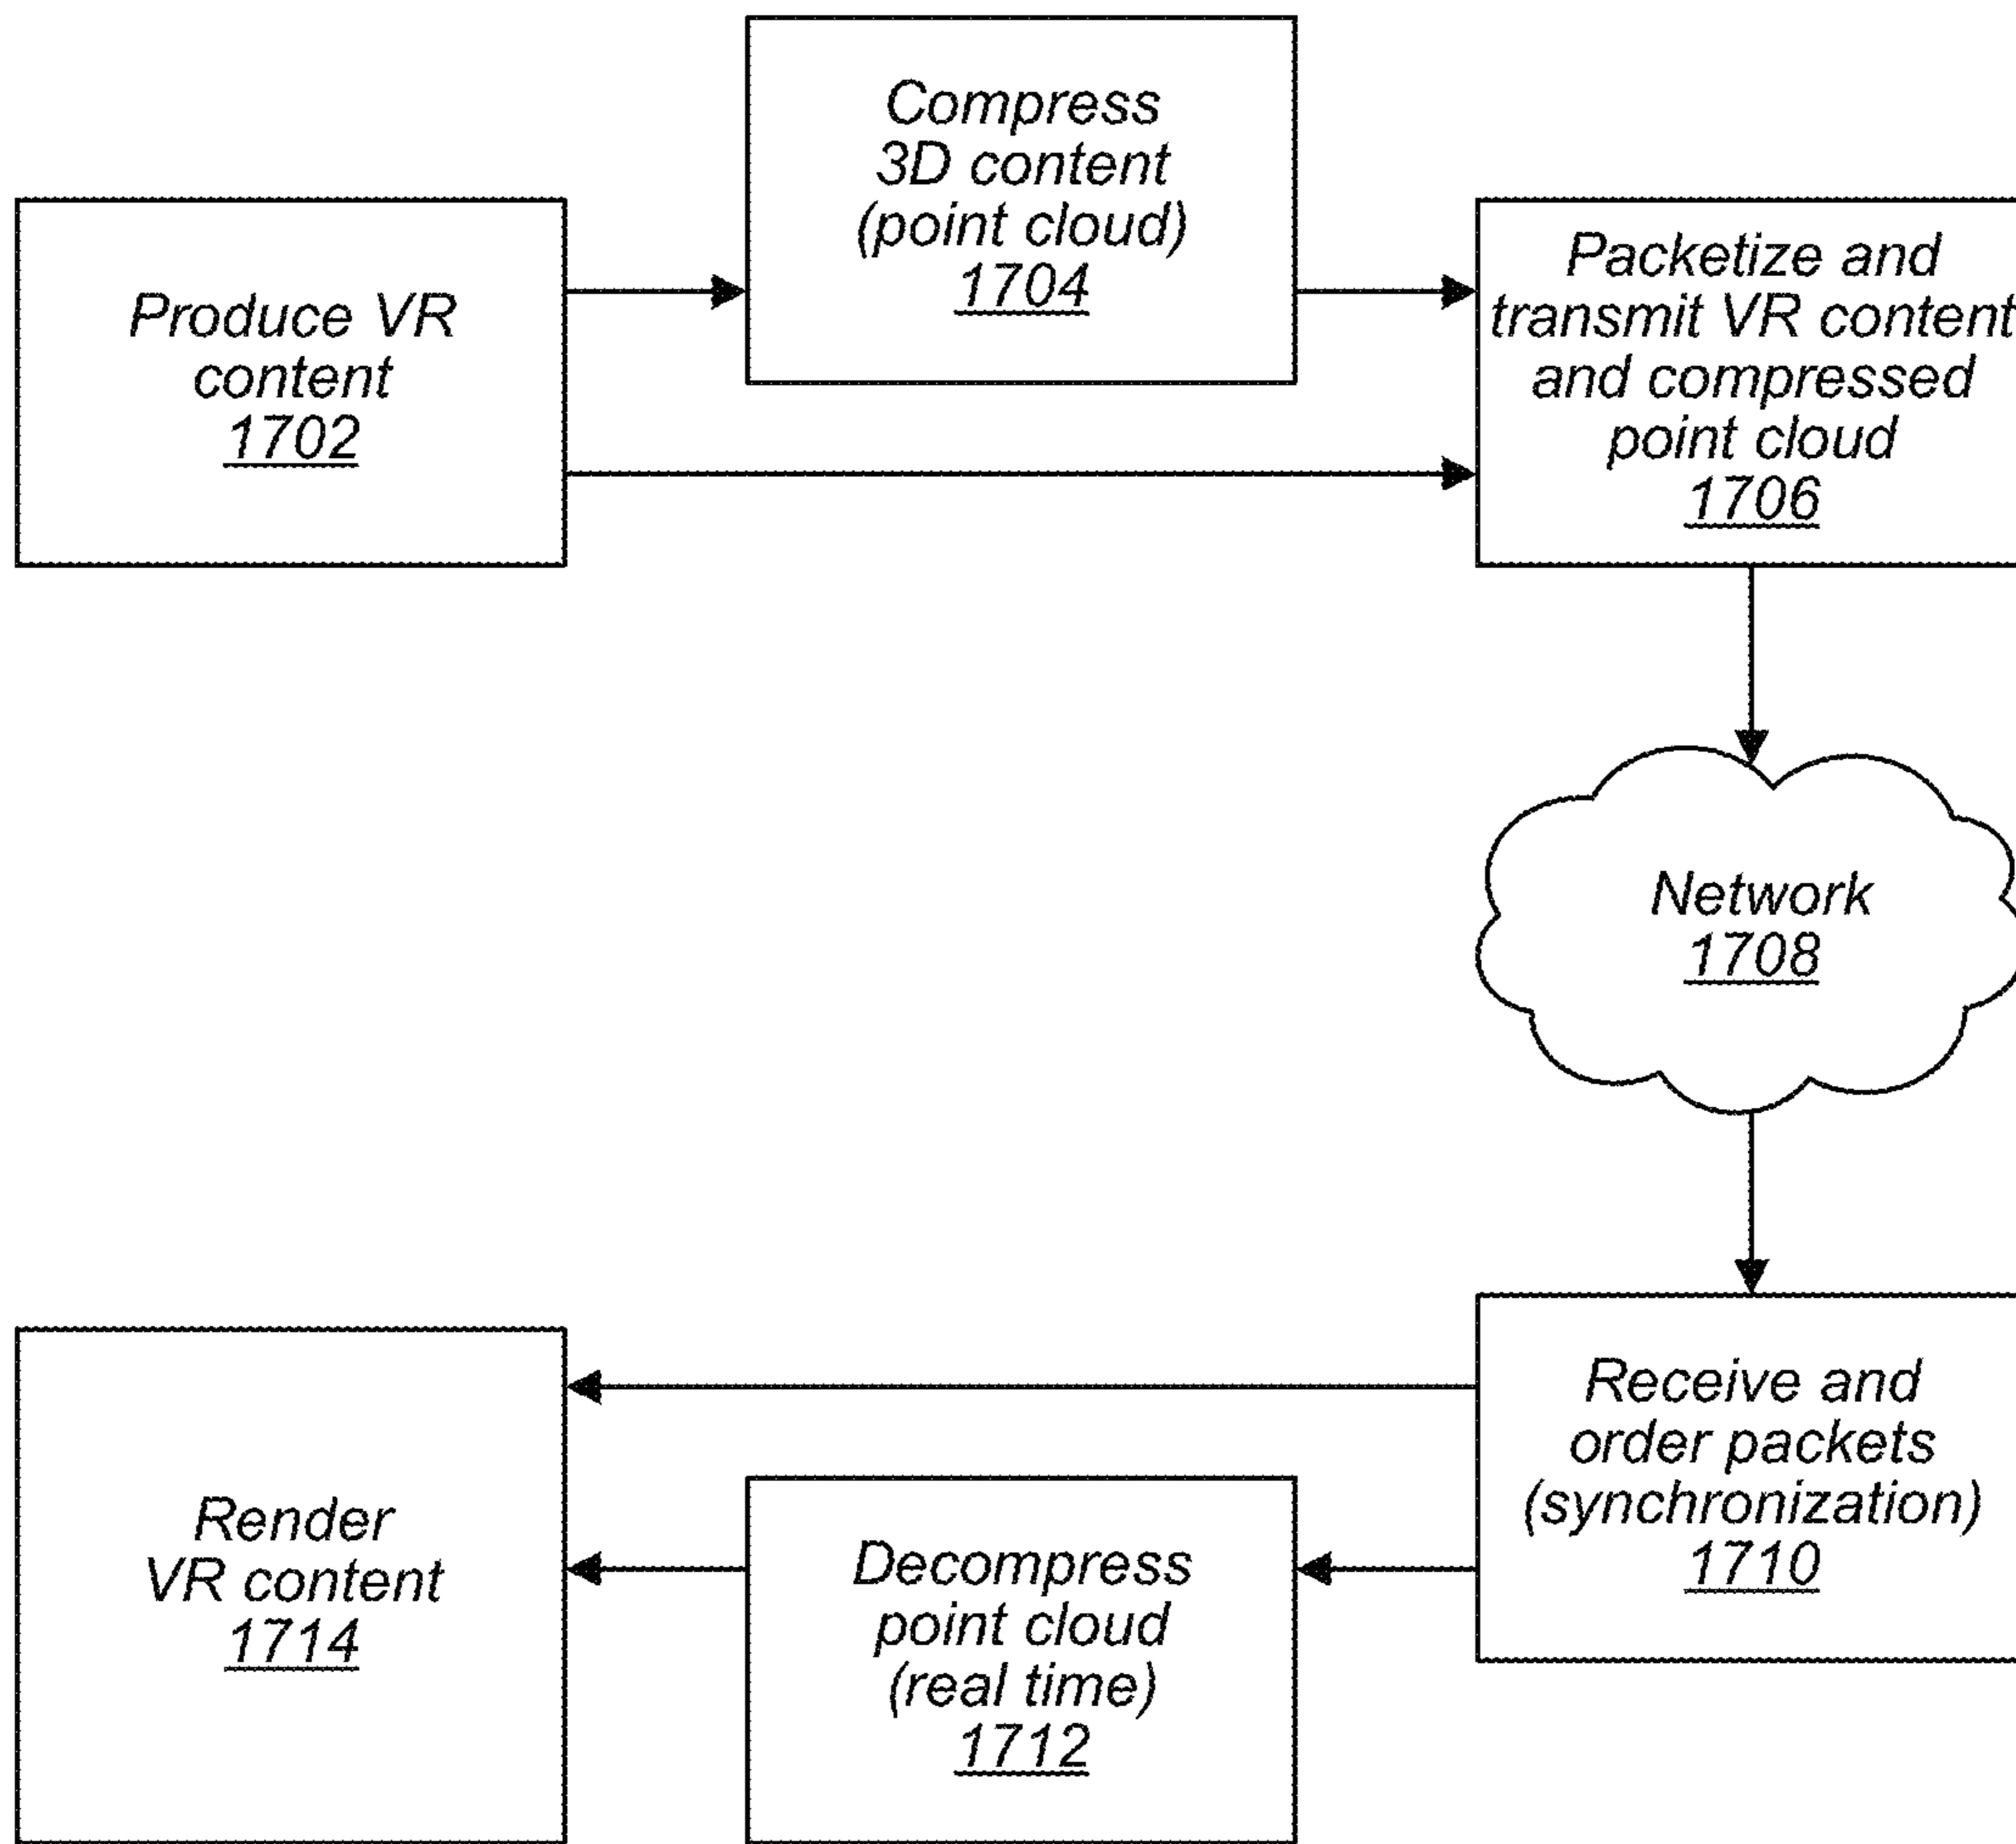 Produce VR
content
1702
Compress
3D content
(point cloud)
1704
Packetize and
transmit VR content
and compressed
point cloud
1706
Network
1708
Receive and
order packets
(synchronization)
1710
Decompress
point cloud
(real time)
1712
Render
VR content
1714